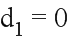 d₁ = 0